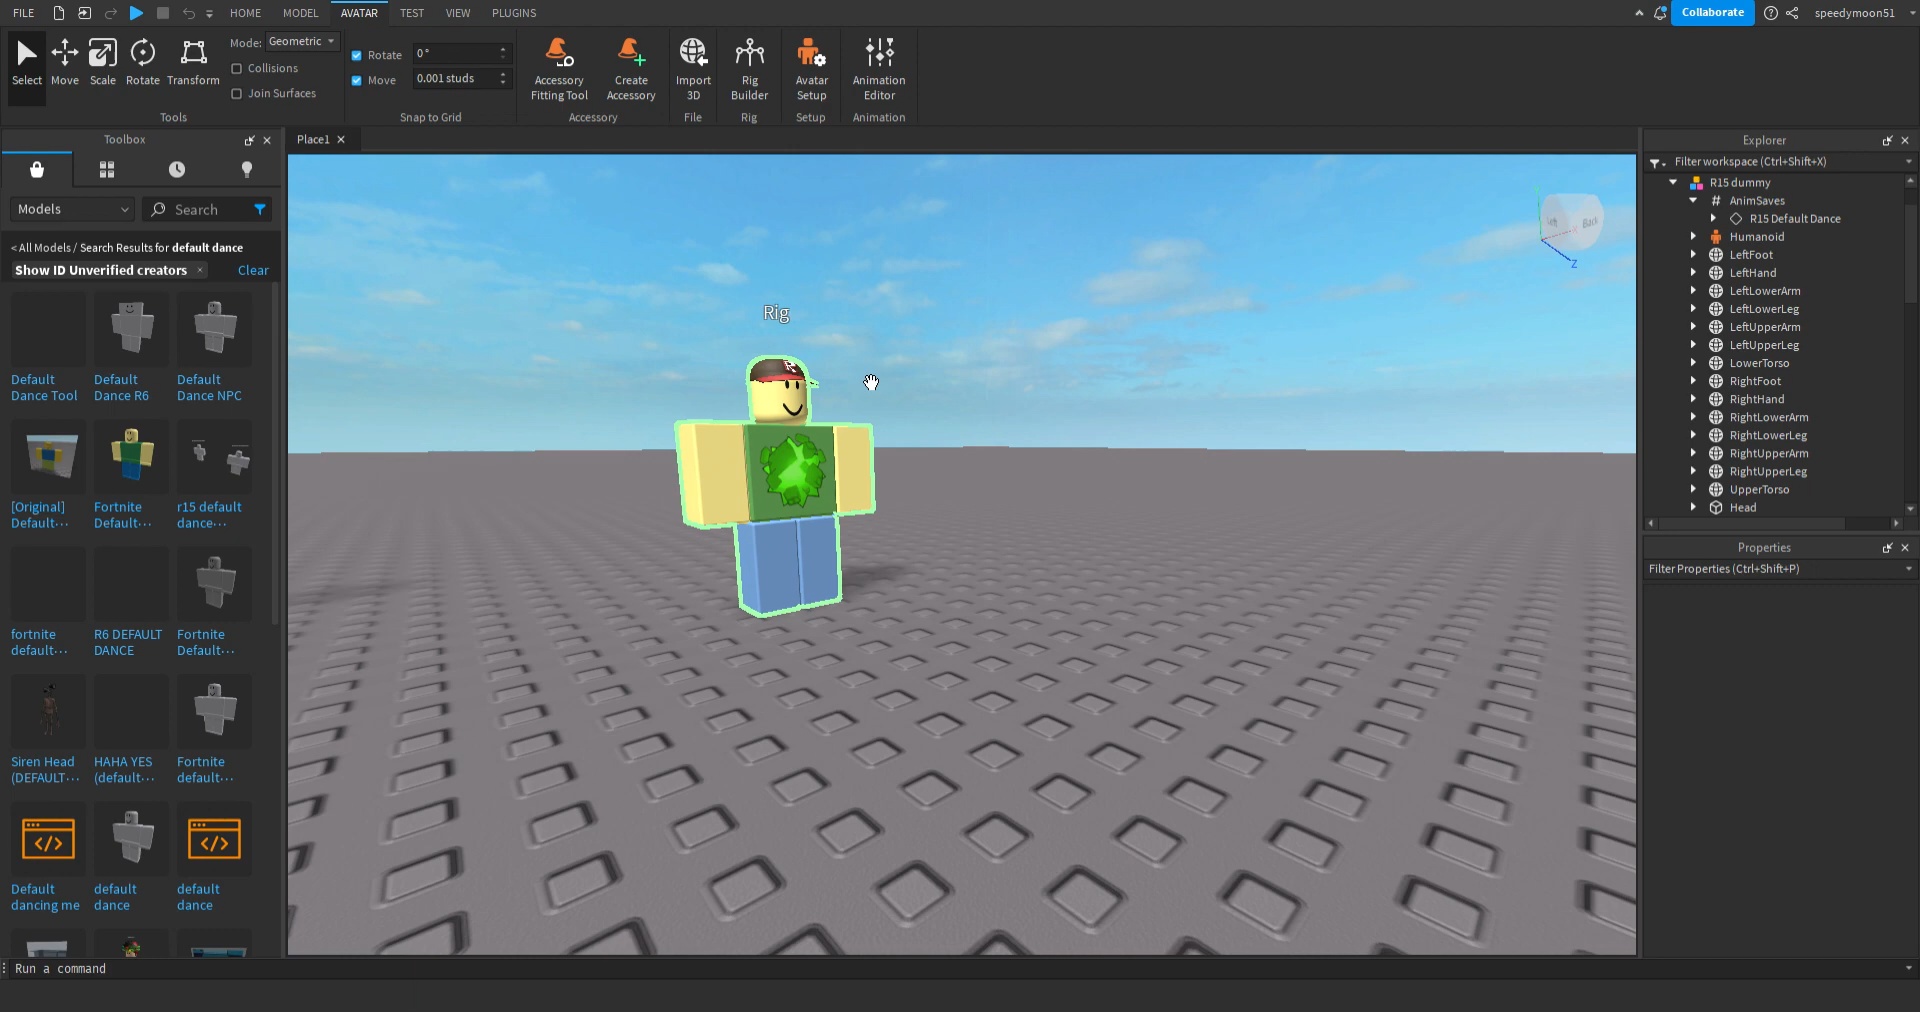 FILE HOME MODEL AVATAR TEST VIEW PLUGINS Collaborate speedymoon51
Select Move Scale Rotate Transform
Mode: Geometric
Collisions
Join Surfaces
Tools
Rotate 0 °
Move 0.001 studs
Snap to Grid
Accessory Fitting Tool
Create Accessory
Accessory
Import 3D
File
Rig Builder
Rig
Avatar Setup
Setup
Animation Editor
Animation
Toolbox
Models Search
< All Models / Search Results for default dance
Show ID Unverified creators × Clear
Default Dance Tool
Default Dance R6
Default Dance NPC
[Original] Default···
Fortnite Default···
r15 default dance···
fortnite default···
R6 DEFAULT DANCE
Fortnite Default···
Siren Head (DEFAULT···
HAHA YES (default···
Fortnite default···
Default dancing me
default dance
default dance
Place1
Rig
Left Back
Z
Explorer
Filter workspace (Ctrl+Shift+X)
R15 dummy
AnimSaves
R15 Default Dance
Humanoid
LeftFoot
LeftHand
LeftLowerArm
LeftLowerLeg
LeftUpperArm
LeftUpperLeg
LowerTorso
RightFoot
RightHand
RightLowerArm
RightLowerLeg
RightUpperArm
RightUpperLeg
UpperTorso
Head
Properties
Filter Properties (Ctrl+Shift+P)
Run a command